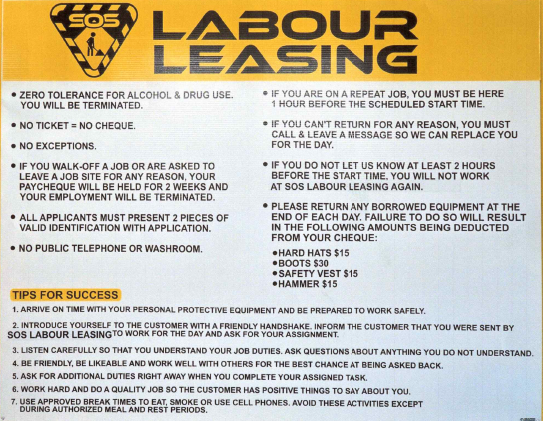 SOS
LABOUR
LEASING
• ZERO TOLERANCE FOR ALCOHOL & DRUG USE.
YOU WILL BE TERMINATED.
• NO TICKET = NO CHEQUE.
• NO EXCEPTIONS.
• IF YOU WALK-OFF A JOB OR ARE ASKED TO
LEAVE A JOB SITE FOR ANY REASON, YOUR
PAYCHEQUE WILL BE HELD FOR 2 WEEKS AND
YOUR EMPLOYMENT WILL BE TERMINATED.
• ALL APPLICANTS MUST PRESENT 2 PIECES OF
VALID IDENTIFICATION WITH APPLICATION.
• NO PUBLIC TELEPHONE OR WASHROOM.
• IF YOU ARE ON A REPEAT JOB, YOU MUST BE HERE
1 HOUR BEFORE THE SCHEDULED START TIME.
• IF YOU CAN'T RETURN FOR ANY REASON, YOU MUST
CALL & LEAVE A MESSAGE SO WE CAN REPLACE YOU
FOR THE DAY.
• IF YOU DO NOT LET US KNOW AT LEAST 2 HOURS
BEFORE THE START TIME, YOU WILL NOT WORK
AT SOS LABOUR LEASING AGAIN.
• PLEASE RETURN ANY BORROWED EQUIPMENT AT THE
END OF EACH DAY. FAILURE TO DO SO WILL RESULT
IN THE FOLLOWING AMOUNTS BEING DEDUCTED
FROM YOUR CHEQUE:
•HARD HATS $15
•BOOTS $30
•SAFETY VEST $15
•HAMMER $15
TIPS FOR SUCCESS
1. ARRIVE ON TIME WITH YOUR PERSONAL PROTECTIVE EQUIPMENT AND BE PREPARED TO WORK SAFELY.
2. INTRODUCE YOURSELF TO THE CUSTOMER WITH A FRIENDLY HANDSHAKE. INFORM THE CUSTOMER THAT YOU WERE SENT BY
SOS LABOUR LEASING TO WORK FOR THE DAY AND ASK FOR YOUR ASSIGNMENT.
3. LISTEN CAREFULLY SO THAT YOU UNDERSTAND YOUR JOB DUTIES. ASK QUESTIONS ABOUT ANYTHING YOU DO NOT UNDERSTAND.
4. BE FRIENDLY, BE LIKEABLE AND WORK WELL WITH OTHERS FOR THE BEST CHANCE AT BEING ASKED BACK.
5. ASK FOR ADDITIONAL DUTIES RIGHT AWAY WHEN YOU COMPLETE YOUR ASSIGNED TASK.
6. WORK HARD AND DO A QUALITY JOB SO THE CUSTOMER HAS POSITIVE THINGS TO SAY ABOUT YOU.
7. USE APPROVED BREAK TIMES TO EAT, SMOKE OR USE CELL PHONES. AVOID THESE ACTIVITIES EXCEPT
DURING AUTHORIZED MEAL AND REST PERIODS.